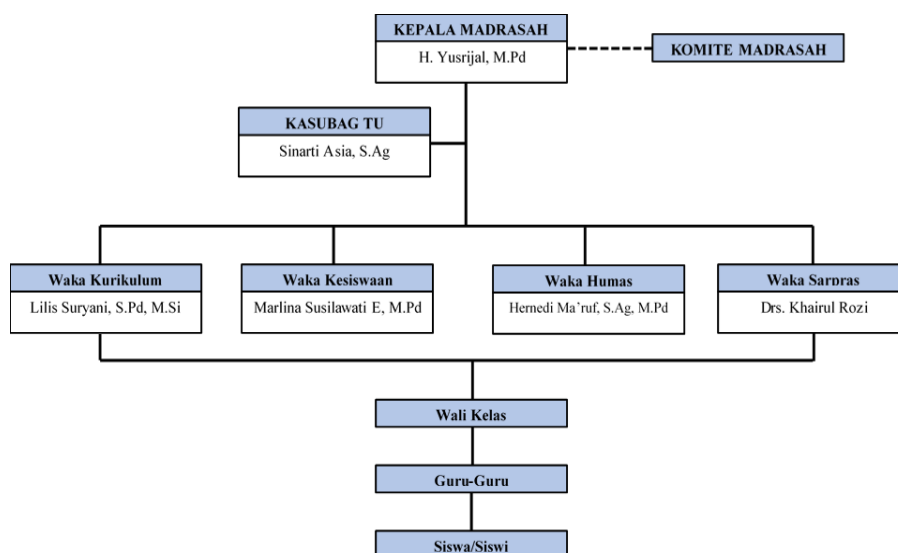 KEPALA MADRASAH
H. Yusrijal, M.Pd
KOMITE MADRASAH
KASUBAG TU
Sinarti Asia, S.Ag
Waka Kurikulum
Lilis Suryani, S.Pd, M.Si
Waka Kesiswaan
Marlina Susilawati E, M.Pd
Waka Humas
Hernedi Ma'ruf, S.Ag, M.Pd
Waka Sarpras
Drs. Khairul Rozi
Wali Kelas
Guru-Guru
Siswa/Siswi